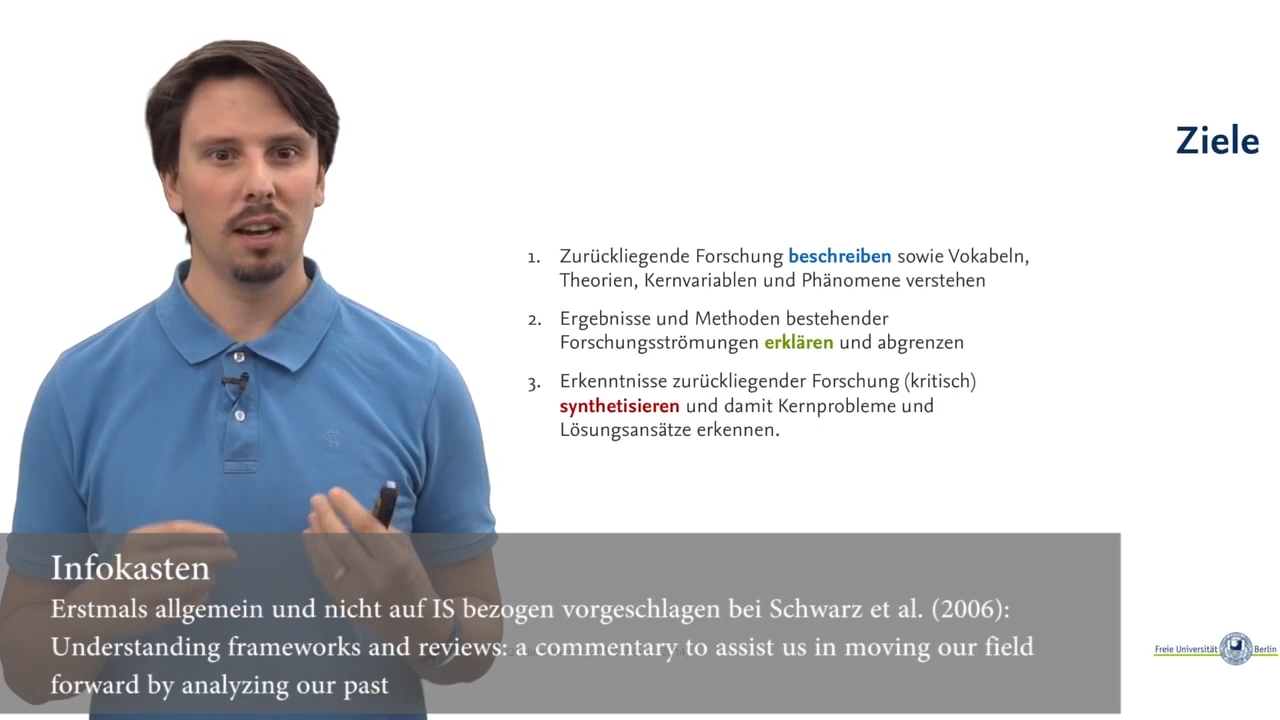 Ziele
1. Zurückliegende Forschung beschreiben sowie Vokabeln,
Theorien, Kernvariablen und Phänomene verstehen
2. Ergebnisse und Methoden bestehender
Forschungsströmungen erklären und abgrenzen
3. Erkenntnisse zurückliegender Forschung (kritisch)
synthetisieren und damit Kernprobleme und
Lösungsansätze erkennen.
Infokasten
Erstmals allgemein und nicht auf IS bezogen vorgeschlagen bei Schwarz et al. (2006):
Understanding frameworks and reviews: a commentary to assist us in moving our field
forward by analyzing our past
Freie Universität Berlin